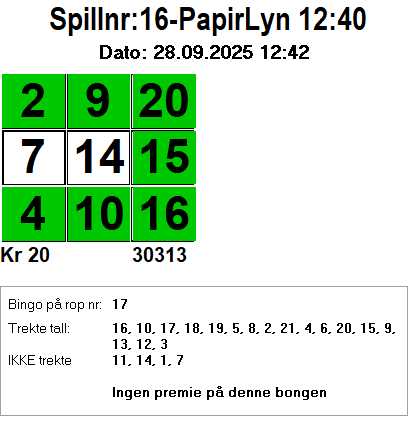 Spillnr:16-PapirLyn 12:40
Dato: 28.09.2025 12:42
2 9 20
7 14 15
4 10 16
Kr 20 30313
Bingo på rop nr: 17
Trekte tall: 16, 10, 17, 18, 19, 5, 8, 2, 21, 4, 6, 20, 15, 9,
13, 12, 3
IKKE trekte 11, 14, 1, 7
Ingen premie på denne bongen